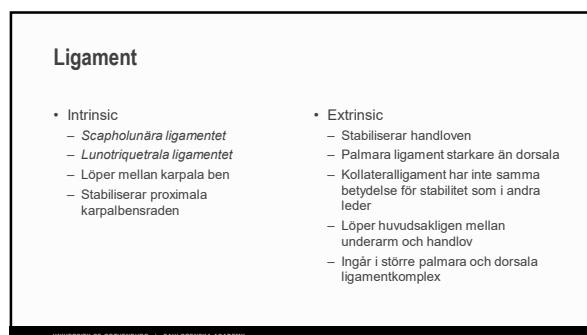 Ligament
• Intrinsic
– Scapholunära ligamentet
– Lunotriquetrala ligamentet
– Löper mellan karpala ben
– Stabiliserar proximala
karpalbensraden
• Extrinsic
– Stabiliserar handloven
– Palmara ligament starkare än dorsala
– Kollateralligament har inte samma
betydelse för stabilitet som i andra
leder
– Löper huvudsakligen mellan
underarm och handlov
– Ingår i större palmara och dorsala
ligamentkomplex